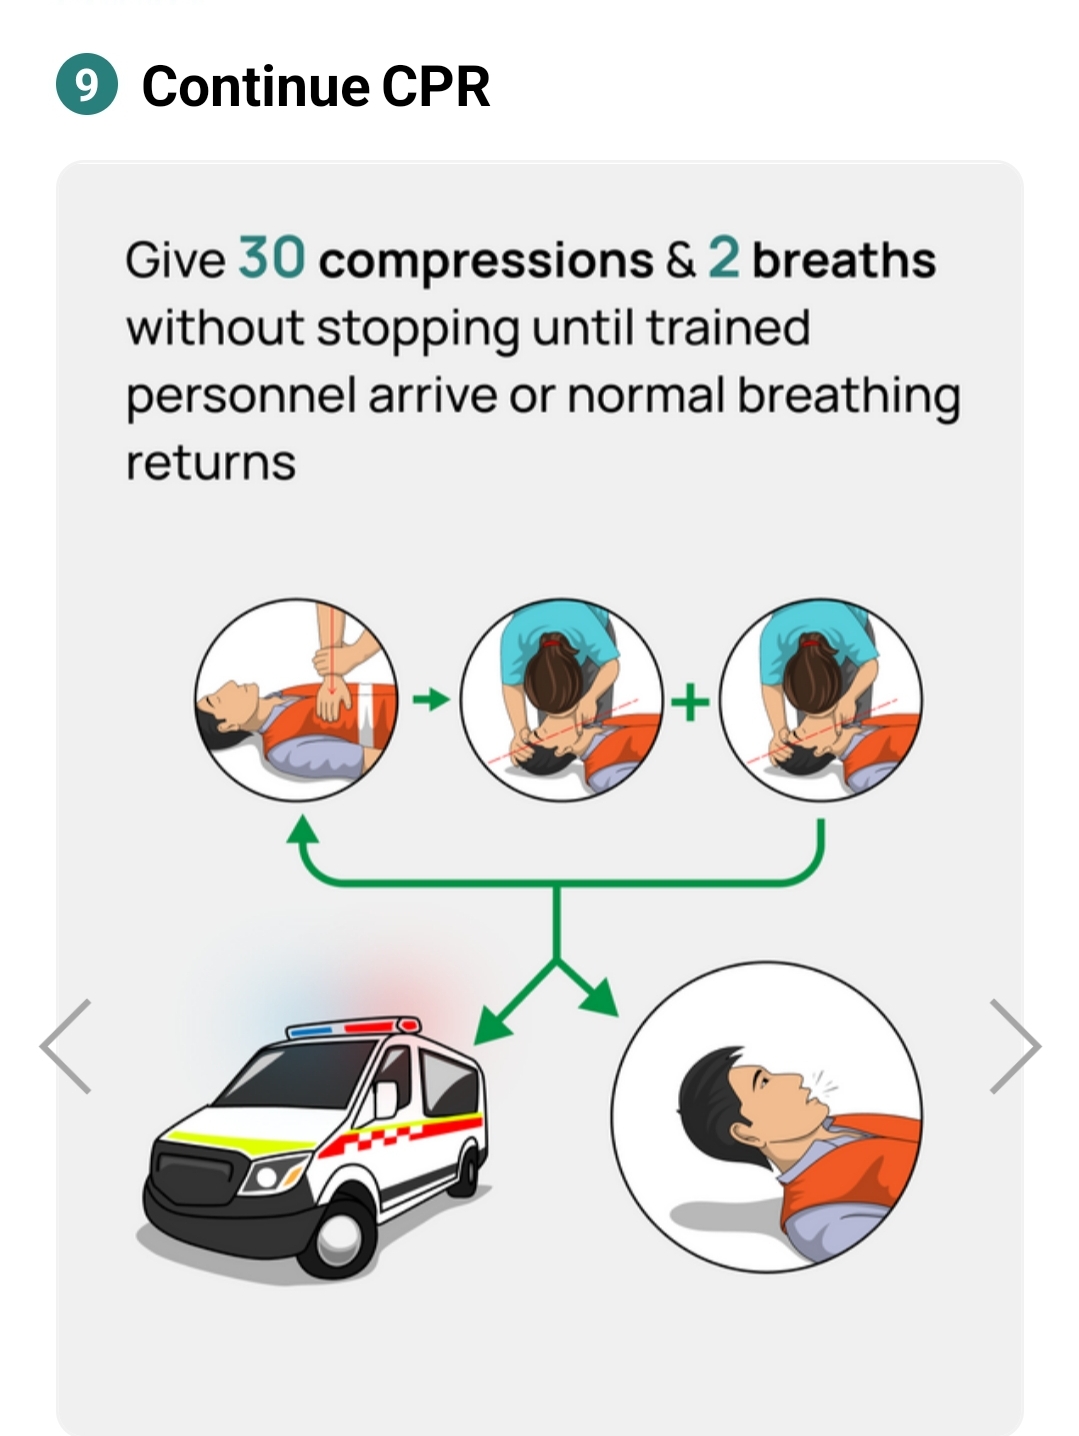 9 Continue CPR
Give 30 compressions & 2 breaths
without stopping until trained
personnel arrive or normal breathing
returns